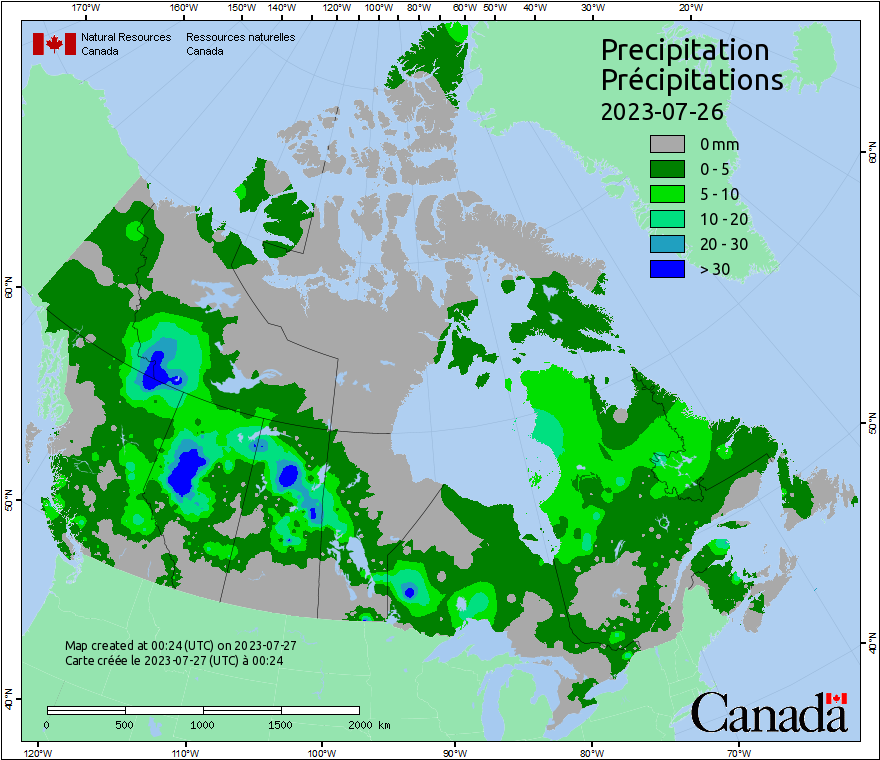 170°W 160°W 150°W 140°W 120°W 100°W 80°W 60°W 50°W 40°W 30°W 20°W
Natural Resources Canada
Ressources naturelles Canada
Precipitation
Précipitations
2023-07-26
0 mm
0 - 5
5 - 10
10 - 20
20 - 30
> 30
60°N
50°N
40°N
60°N
50°N
40°N
Map created at 00:24 (UTC) on 2023-07-27
Carte créée le 2023-07-27 (UTC) à 00:24
0 500 1000 1500 2000 km
Canada
120°W 110°W 100°W 90°W 80°W 70°W